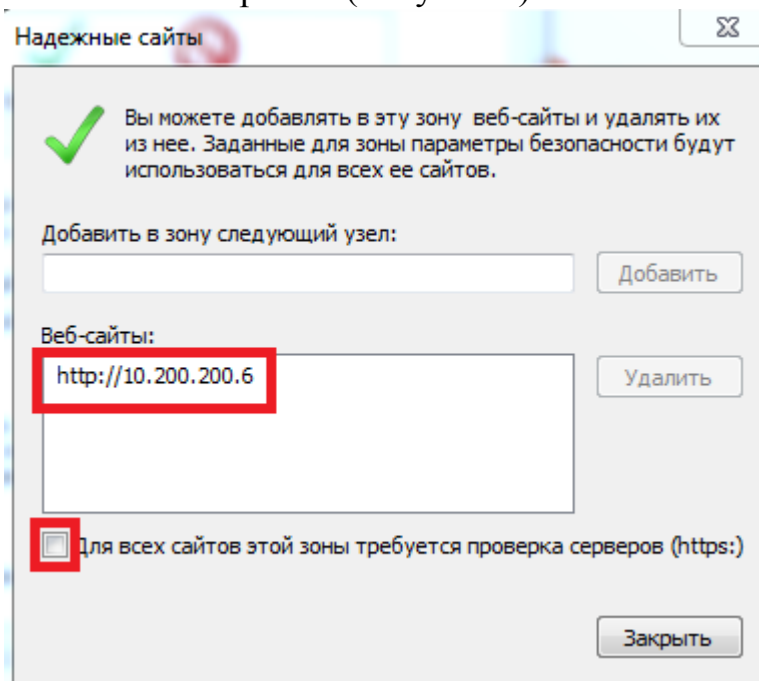 Надежные сайты
Вы можете добавлять в эту зону веб-сайты и удалять их
из нее. Заданные для зоны параметры безопасности будут
использоваться для всех ее сайтов.
Добавить в зону следующий узел:
Добавить
Веб-сайты:
http://10.200.200.6
Удалить
Для всех сайтов этой зоны требуется проверка серверов (https:)
Закрыть